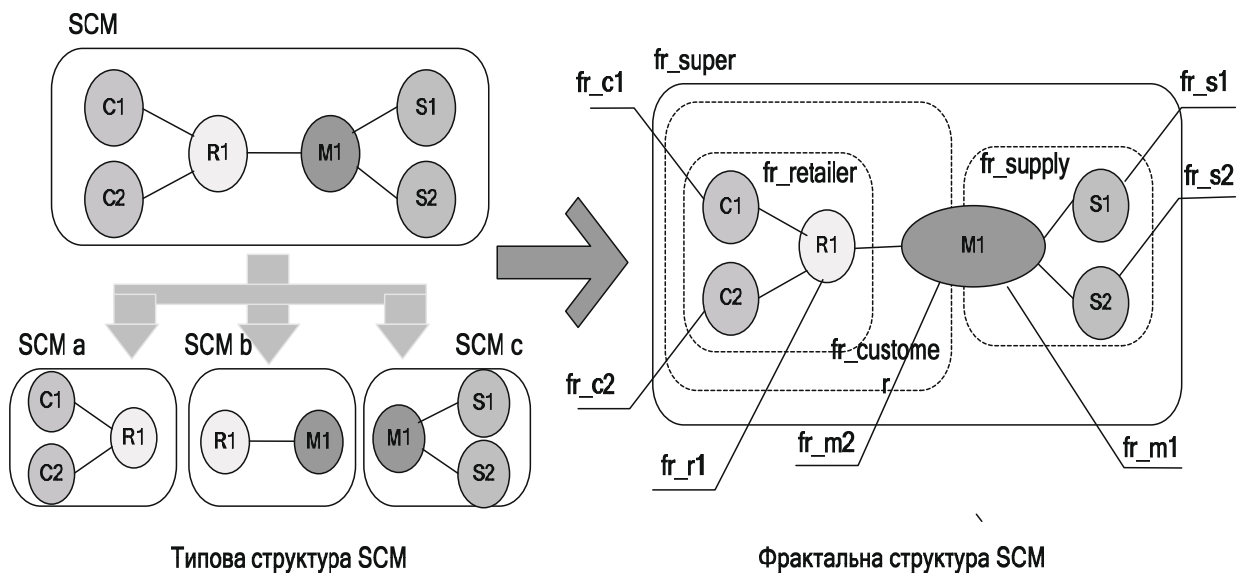 SCM
C1
C2
R1
M1
S1
S2
SCM a
SCM b
SCM c
C1
C2
R1
R1
M1
M1
S1
S2
Типова структура SCM
fr_super
fr_c1
fr_s1
fr_retailer
fr_supply
fr_s2
C1
R1
M1
S1
C2
S2
fr_custome
r
fr_c2
fr_m2
fr_r1
fr_m1
Фрактальна структура SCM